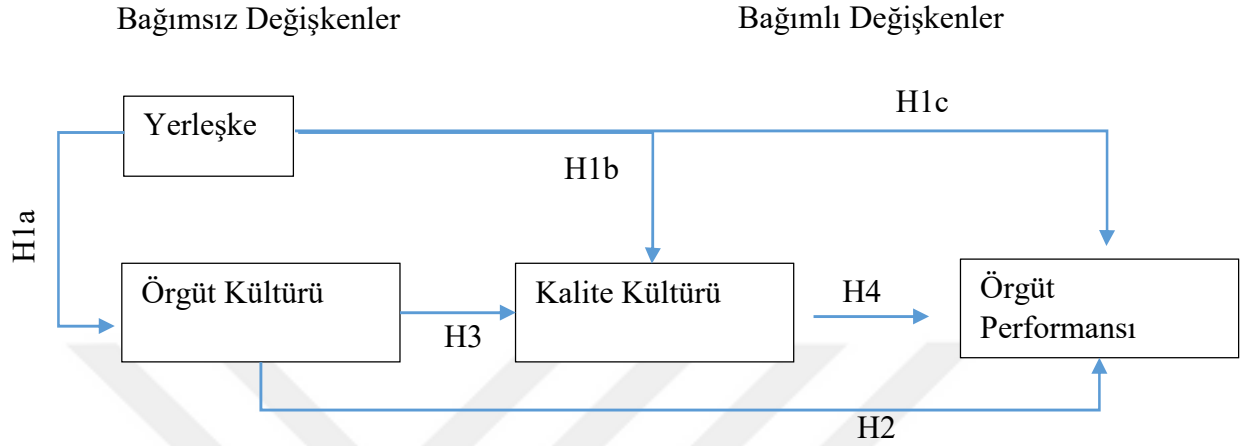 Bağımsız Değişkenler
Bağımlı Değişkenler
Yerleşke
H1c
H1b
H1a
Örgüt Kültürü
Kalite Kültürü
Örgüt
Performansı
H3
H4
H2